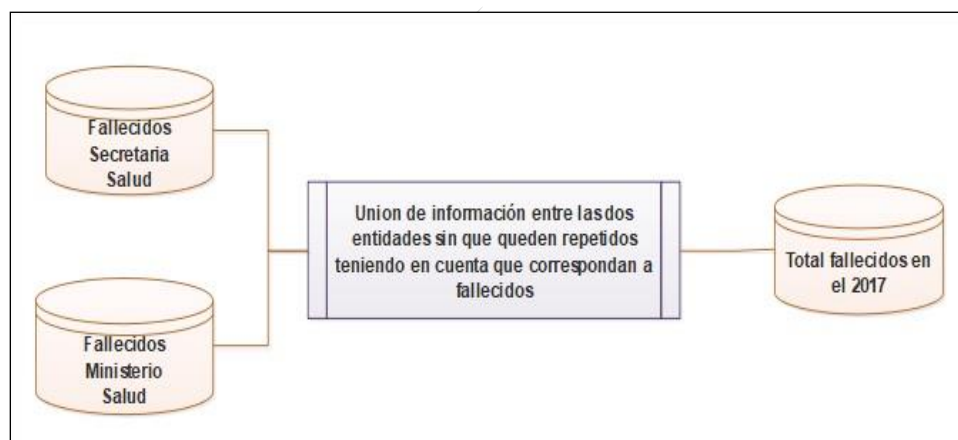 Fallecidos
Secretaria
Salud
Union de información entre las dos
entidades sin que queden repetidos
teniendo en cuenta que correspondan a
fallecidos
Total fallecidos en
el 2017
Fallecidos
Ministerio
Salud